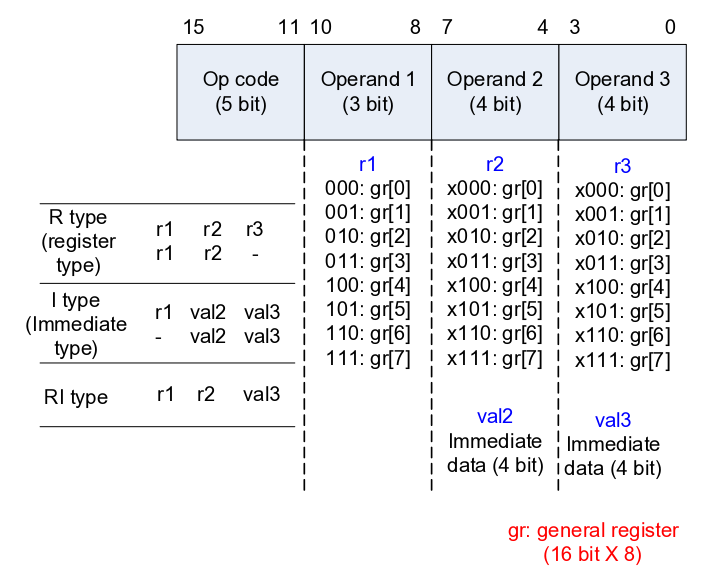 15 11 10 8 7 4 3 0
Op code Operand 1 Operand 2 Operand 3
(5 bit) (3 bit) (4 bit) (4 bit)
r1 r2 r3
000: gr[0] x000: gr[0] x000: gr[0]
001: gr[1] x001: gr[1] x001: gr[1]
010: gr[2] x010: gr[2] x010: gr[2]
011: gr[3] x011: gr[3] x011: gr[3]
100: gr[4] x100: gr[4] x100: gr[4]
101: gr[5] x101: gr[5] x101: gr[5]
110: gr[6] x110: gr[6] x110: gr[6]
111: gr[7] x111: gr[7] x111: gr[7]
R type
(register
type)
r1 r2 r3
r1 r2 -
I type
(Immediate
type)
r1 val2 val3
- val2 val3
RI type r1 r2 val3
val2
Immediate
data (4 bit)
val3
Immediate
data (4 bit)
gr: general register
(16 bit X 8)